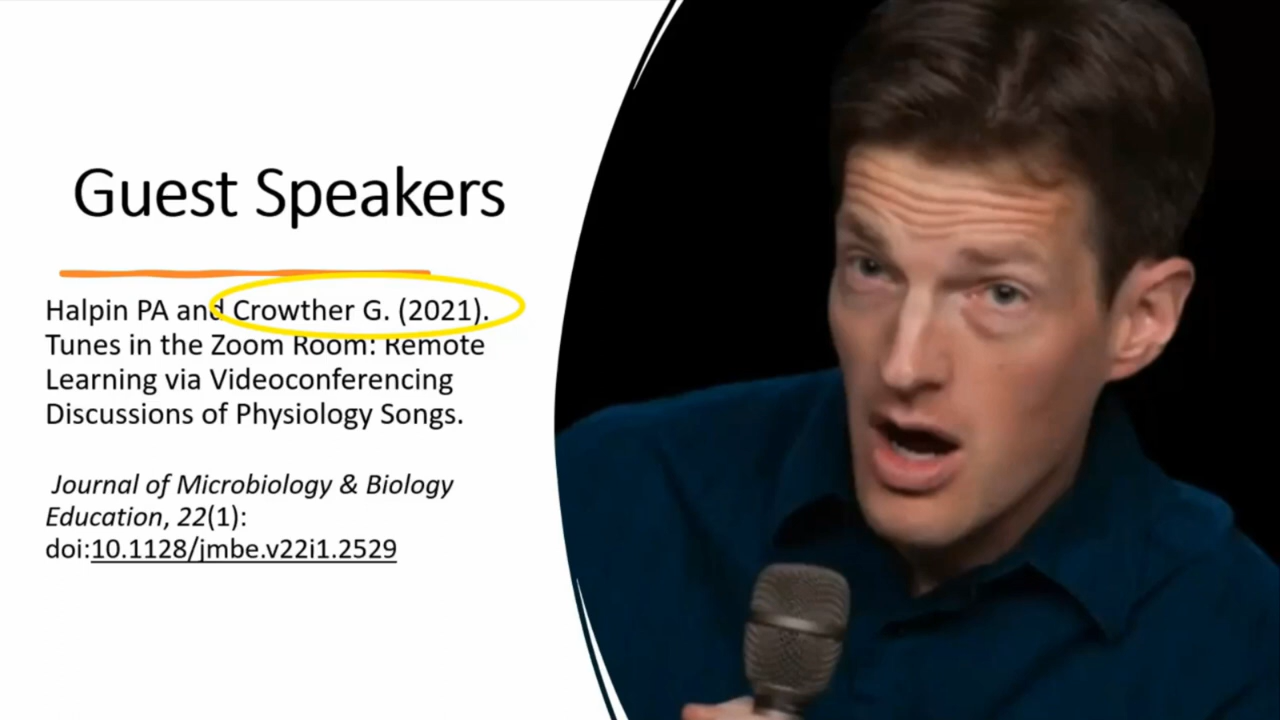 Guest Speakers
Halpin PA and Crowther G. (2021).
Tunes in the Zoom Room: Remote
Learning via Videoconferencing
Discussions of Physiology Songs.
Journal of Microbiology & Biology
Education, 22(1):
doi:10.1128/jmbe.v22i1.2529